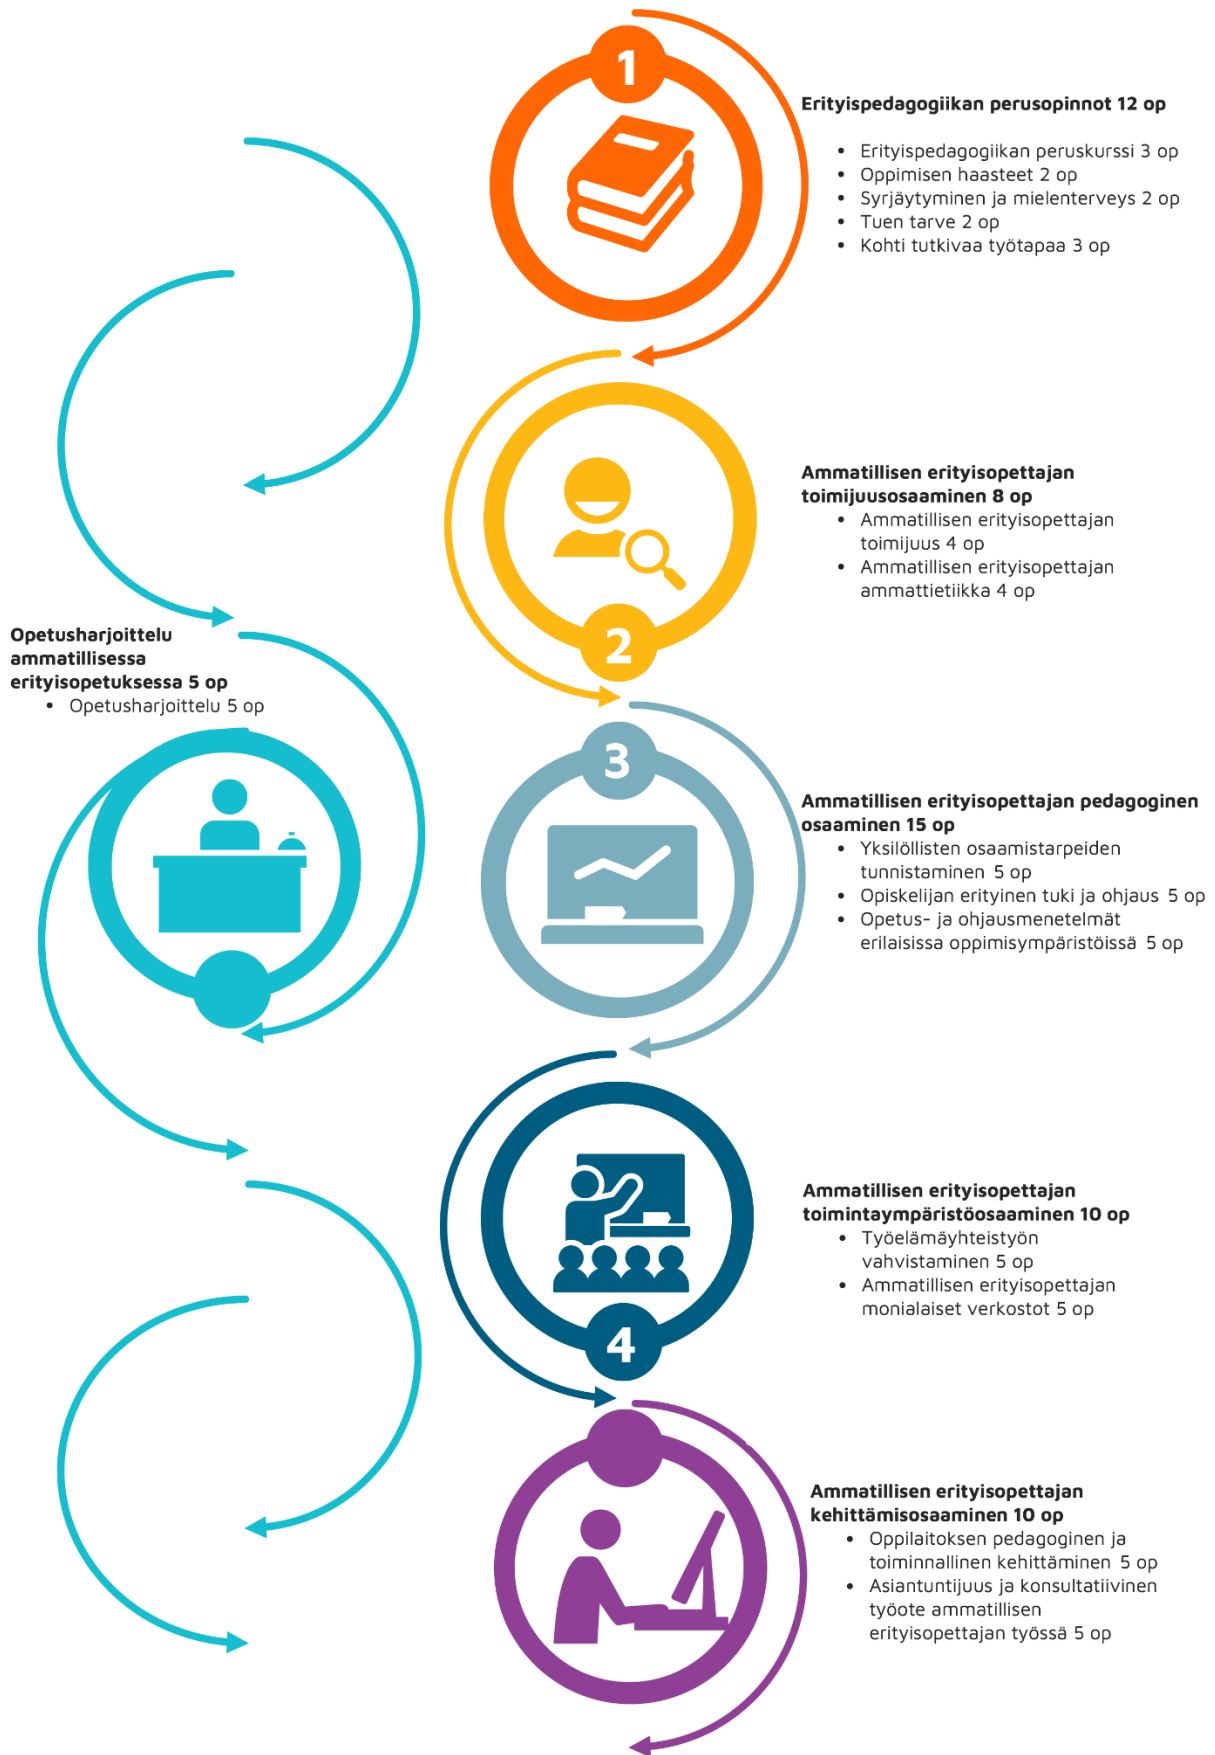 1
Erityispedagogiikan perusopinnot 12 op
• Erityispedagogiikan peruskurssi 3 op
• Oppimisen haasteet 2 op
• Syrjäytyminen ja mielenterveys 2 op
• Tuen tarve 2 op
• Kohti tutkivaa työtapaa 3 op
Ammatillisen erityisopettajan
toimijuusosaaminen 8 op
• Ammatillisen erityisopettajan
toimijuus 4 op
• Ammatillisen erityisopettajan
ammattietiikka 4 op
2
Opetusharjoittelu
ammatillisessa
erityisopetuksessa 5 op
• Opetusharjoittelu 5 op
3
Ammatillisen erityisopettajan pedagoginen
osaaminen 15 op
• Yksilöllisten osaamistarpeiden
tunnistaminen 5 op
• Opiskelijan erityinen tuki ja ohjaus 5 op
• Opetus- ja ohjausmenetelmät
erilaisissa oppimisympäristöissä 5 op
Ammatillisen erityisopettajan
toimintaympäristöosaaminen 10 op
• Työelämäyhteistyön
vahvistaminen 5 op
• Ammatillisen erityisopettajan
monialaiset verkostot 5 op
4
Ammatillisen erityisopettajan
kehittämisosaaminen 10 op
• Oppilaitoksen pedagoginen ja
toiminnallinen kehittäminen 5 op
• Asiantuntijuus ja konsultatiivinen
työote ammatillisen
erityisopettajan työssä 5 op